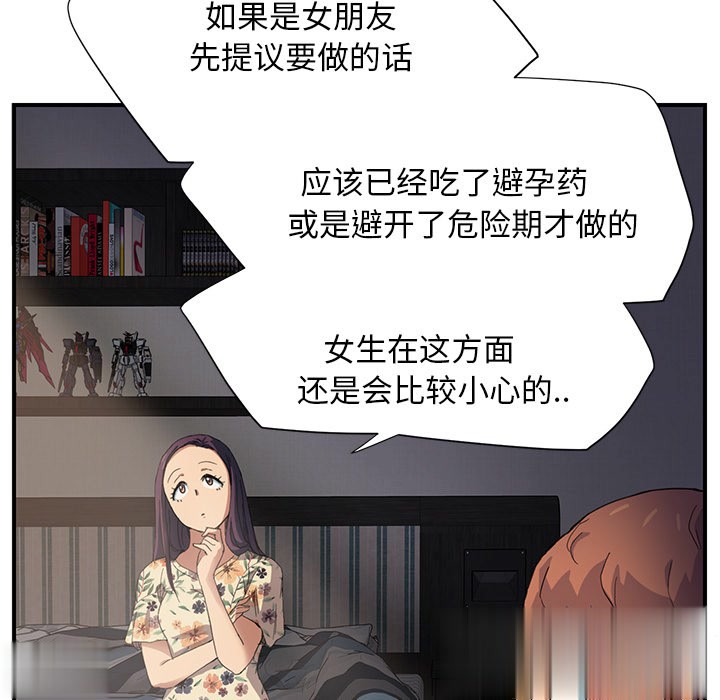 如果是女朋友
先提议要做的话
应该已经吃了避孕药
或是避开了危险期才做的
女生在这方面
还是会比较小心的..